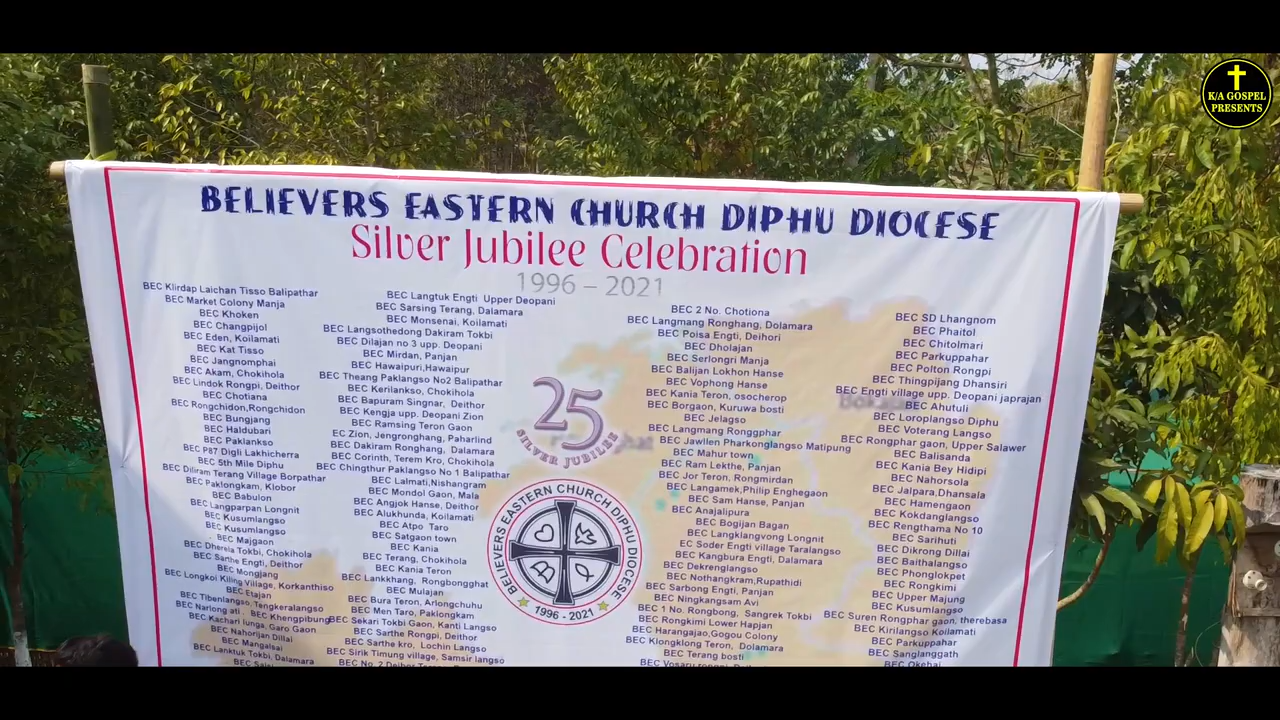 K/A GOSPEL
PRESENTS
BELIEVERS EASTERN CHURCH DIPHU DIOCESE
Silver Jubilee Celebration
1996 – 2021
BEC Klirdap Laichan Tisso Balipathar
BEC Market Colony Manja
BEC Khoken
BEC Changpijol
BEC Eden, Koilamati
BEC Kat Tisso
BEC Jangnomphai
BEC Akam, Chokihola
BEC Lindok Rongpi, Deithor
BEC Chotiana
BEC Rongchidon,Rongchidon
BEC Bungjang
BEC Haldubari
BEC Paklankso
BEC P87 Digli Lakhicherra
BEC 5th Mile Diphu
BEC Diliram Terang Village Borpathar
BEC Paklongkam, Klobor
BEC Babulon
BEC Langparpan Longnit
BEC Kusumlangso
BEC Kusumlangso
BEC Majgaon
BEC Dherela Tokbi, Chokihola
BEC Sarthe Engti, Deithor
BEC Mongjang
BEC Longkoi Kiling Village, Korkanthiso
BEC Etajan
BEC Tibenlangso, Tengkeralangso
BEC Narlong ati . BEC Khengpibung
BEC Kachari lunga, Garo Gaon
BEC Nahorijan Dillai
BEC Mangalsai
BEC Lanktuk Tokbi, Dalamara
BEC Langtuk Engti Upper Deopani
BEC Sarsing Terang, Dalamara
BEC Monsenai, Koilamati
BEC Langsothedong Dakiram Tokbi
BEC Dilajan no 3 upp. Deopani
BEC Mirdan, Panjan
BEC Hawaipuri,Hawaipur
BEC Theang Paklangso No2 Balipathar
BEC Kerilankso, Chokihola
BEC Bapuram Singnar, Deithor
BEC Kengja upp. Deopani Zion
BEC Ramsing Teron Gaon
EC Zion, Jengronghang, Paharlind
BEC Dakiram Ronghang, Dalamara
BEC Corinth, Terem Kro, Chokihola
BEC Chingthur Paklangso No 1 Balipathar
BEC Lalmati,Nishangram
BEC Mondol Gaon, Mala
BEC Angjok Hanse, Deithor
BEC Alukhunda, Koilamati
BEC Atpo Taro
BEC Satgaon town
BEC Kania
BEC Terang, Chokihola
BEC Kania Teron
BEC Lankkhang, Rongbongghat
BEC Mulajan
BEC Bura Teron, Arlongchuhu
BEC Men Taro, Paklongkam
BEC Sekari Tokbi Gaon, Kanti Langso
BEC Sarthe Rongpi, Deithor
BEC Sarthe kro, Lochin Langso
BEC Sirik Timung village, Samsir langso
25
SILVER JUBILEE
BELIEVERS EASTERN CHURCH DIPHU DIOCESE
1996 - 2021
BEC 2 No. Chotiona
BEC Langmang Ronghang, Dolamara
BEC Poisa Engti, Deihori
BEC Dholajan
BEC Serlongri Manja
BEC Balijan Lokhon Hanse
BEC Vophong Hanse
BEC Kania Teron, osocherop
BEC Borgaon, Kuruwa bosti
BEC Jelagso
BEC Langmang Ronggphar
BEC Jawllen Pharkonglangso Matipung
BEC Mahur town
BEC Ram Lekthe, Panjan
BEC Jor Teron, Rongmirdan
BEC Langamek,Philip Enghegaon
BEC Sam Hanse, Panjan
BEC Anajalipura
BEC Bogijan Bagan
BEC Langklangvong Longnit
EC Soder Engti village Taralangso
BEC Kangbura Engti, Dalamara
BEC Dekrenglangso
BEC Nothangkram,Rupathidi
BEC Sarbong Engti, Panjan
BEC Ningkangsam Avi
BEC 1 No. Rongbong, Sangrek Tokbi
BEC Rongkimi Lower Hapjan
BEC Harangajao,Gogou Colony
BEC Klongklong Teron, Dolamara
BEC Terang bosti
BEC SD Lhangnom
BEC Phaitol
BEC Chitolmari
BEC Parkuppahar
BEC Polton Rongpi
BEC Thingpijang Dhansiri
BEC Engti village upp. Deopani japrajan
BEC Ahutuli
BEC Loroplangso Diphu
BEC Voterang Langso
BEC Rongphar gaon, Upper Salawer
BEC Balisanda
BEC Kania Bey Hidipi
BEC Nahorsola
BEC Jalpara,Dhansala
BEC Hamengaon
BEC Kokdanglangso
BEC Rengthama No 10
BEC Sarihuti
BEC Dikrong Dillai
BEC Baithalangso
BEC Phonglokpet
BEC Rongkimi
BEC Upper Majung
BEC Kusumlangso
BEC Suren Rongphar gaon, therebasa
BEC Kirilangso Koilamati
BEC Parkuppahar
BEC Sanglanggath